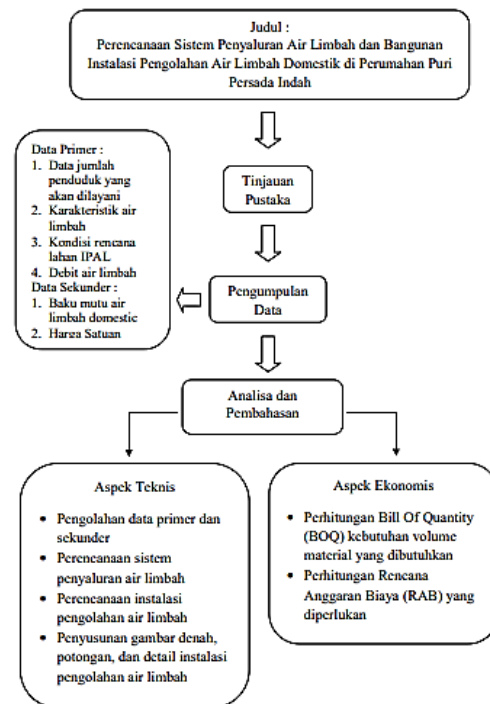 Judul :
Perencanaan Sistem Penyaluran Air Limbah dan Bangunan
Instalasi Pengolahan Air Limbah Domestik di Perumahan Puri
Persada Indah
Tinjauan
Pustaka
Pengumpulan
Data
Data Primer :
1. Data jumlah
penduduk yang
akan dilayani
2. Karakteristik air
limbah
3. Kondisi rencana
lahan IPAL
4. Debit air limbah
Data Sekunder :
1. Baku mutu air
limbah domestic
2. Harga Satuan
Analisa dan
Pembahasan
Aspek Teknis
• Pengolahan data primer dan
sekunder
• Perencanaan sistem
penyaluran air limbah
• Perencanaan instalasi
pengolahan air limbah
• Penyusunan gambar denah,
potongan, dan detail instalasi
pengolahan air limbah
Aspek Ekonomis
• Perhitungan Bill Of Quantity
(BOQ) kebutuhan volume
material yang dibutuhkan
• Perhitungan Rencana
Anggaran Biaya (RAB) yang
diperlukan